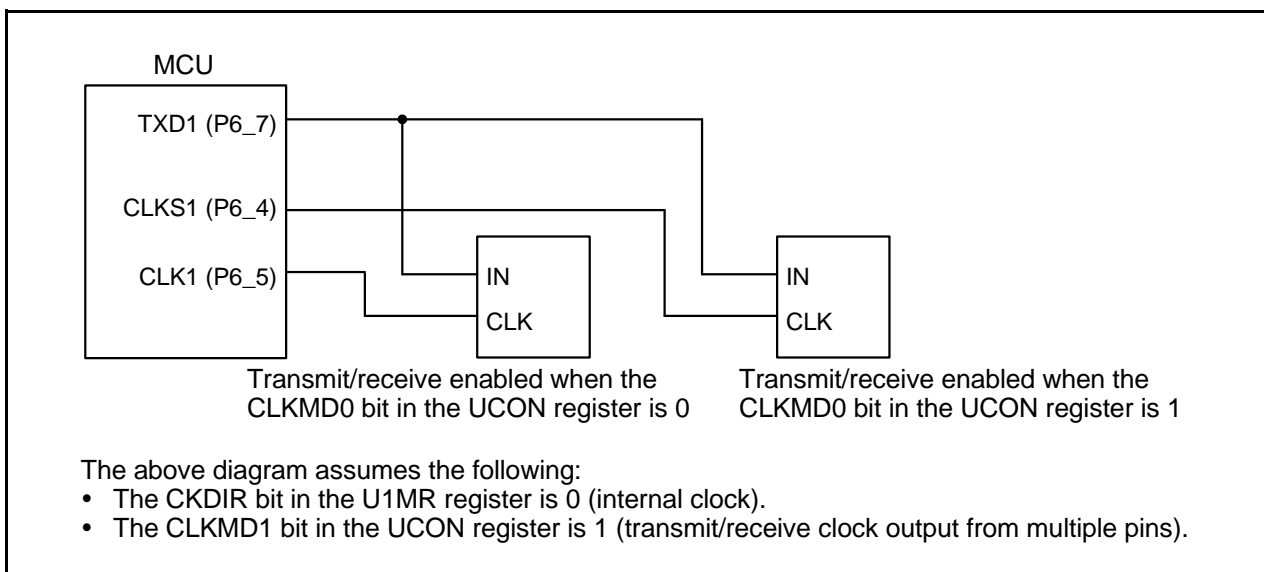 MCU
TXD1 (P6_7)
CLKS1 (P6_4)
CLK1 (P6_5)
IN
CLK
IN
CLK
Transmit/receive enabled when the
CLKMD0 bit in the UCON register is 0
Transmit/receive enabled when the
CLKMD0 bit in the UCON register is 1
The above diagram assumes the following:
• The CKDIR bit in the U1MR register is 0 (internal clock).
• The CLKMD1 bit in the UCON register is 1 (transmit/receive clock output from multiple pins).